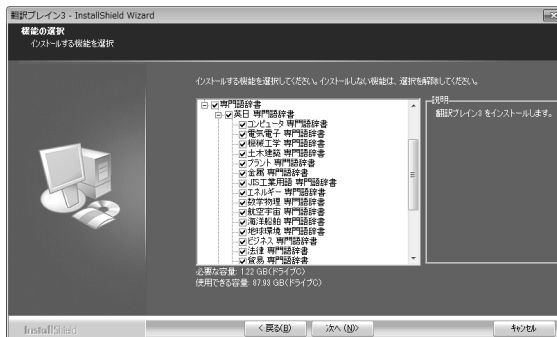 翻訳ブレイン3 - InstallShield Wizard
機能の選択
インストールする機能を選択
インストールする機能を選択してください。インストールしない機能は、選択を解除してください。
専門語辞書
英日 専門語辞書
コンピュータ 専門語辞書
電気電子 専門語辞書
機械工学 専門語辞書
土木建築 専門語辞書
プラント 専門語辞書
金属 専門語辞書
JIS工業用語 専門語辞書
エネルギー 専門語辞書
数学物理 専門語辞書
航空宇宙 専門語辞書
海洋船舶 専門語辞書
地球環境 専門語辞書
ビジネス 専門語辞書
法律 専門語辞書
貿易 専門語辞書
説明
翻訳ブレイン3 をインストールします。
必要な容量: 1.22 GB(ドライブC)
使用できる容量: 87.93 GB(ドライブC)
InstallShield
< 戻る(B)
次へ (N)>
キャンセル